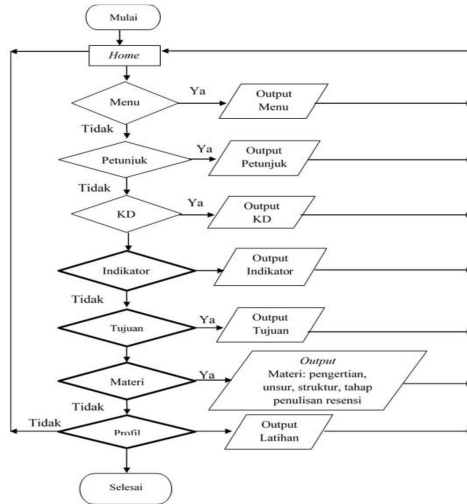 Mulai
Home
Menu
Ya
Output
Menu
Tidak
Petunjuk
Ya
Output
Petunjuk
Tidak
KD
Ya
Output
KD
Indikator
Output
Indikator
Tidak
Tujuan
Ya
Output
Tujuan
Materi
Ya
Output
Materi: pengertian,
unsur, struktur, tahap
penulisan resensi
Tidak
Tidak
Profil
Output
Latihan
Selesai